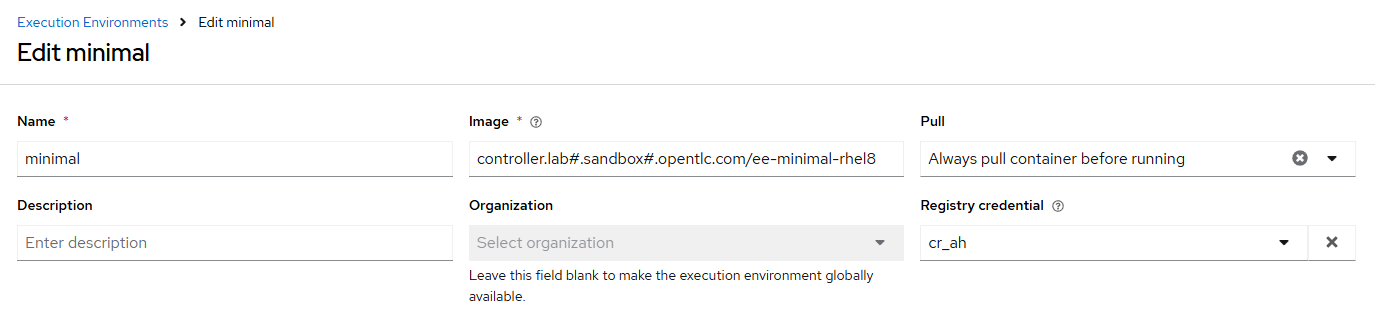 Execution Environments > Edit minimal
Edit minimal
Name *
Image *
Pull
minimal
controller.lab#.sandbox#.opentlc.com/ee-minimal-rhel8
Always pull container before running
Description
Organization
Registry credential
Enter description
Select organization
cr_ah
Leave this field blank to make the execution environment globally
available.